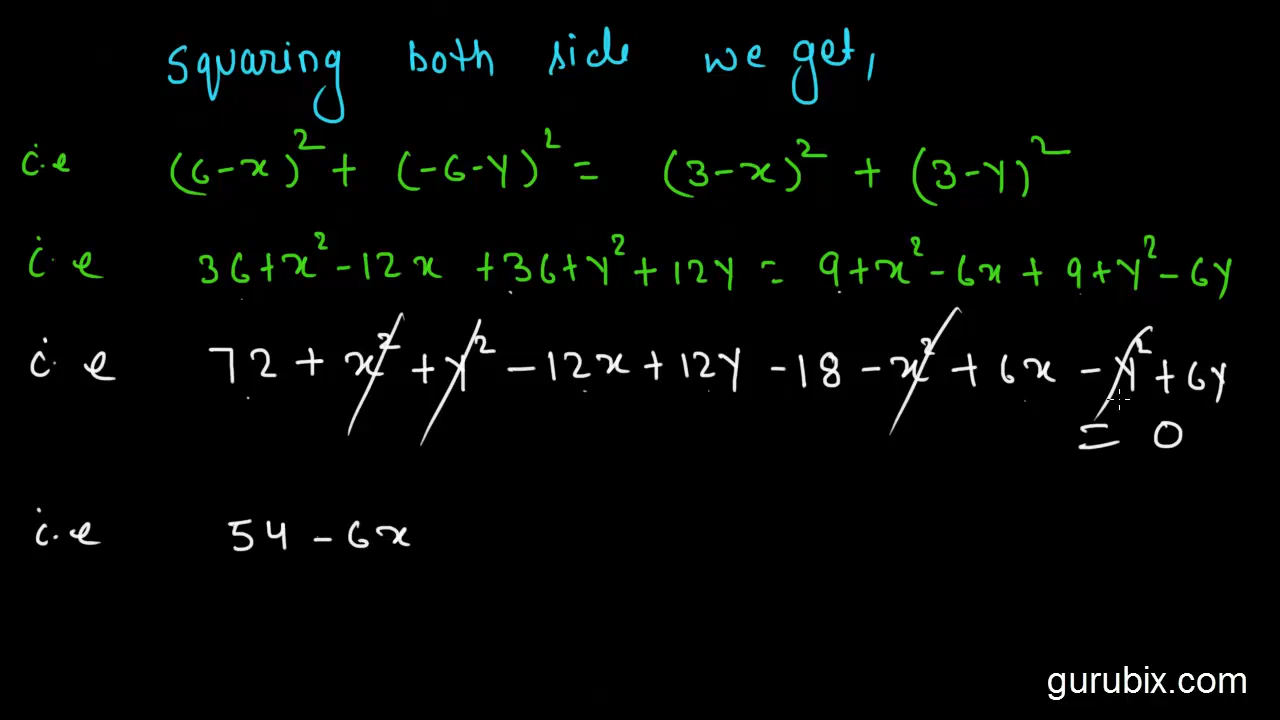 Squaring both side we get,
i.e (6-x)² + (-6-y)² = (3-x)² + (3-y)²
i.e 36+x²-12x +36+y²+12y = 9+x²-6x+9+y²-6y
i.e 72 + x² + y² - 12x + 12y - 18 - x² + 6x - y² + 6y
= 0
i.e 54 - 6x
gurubix.com